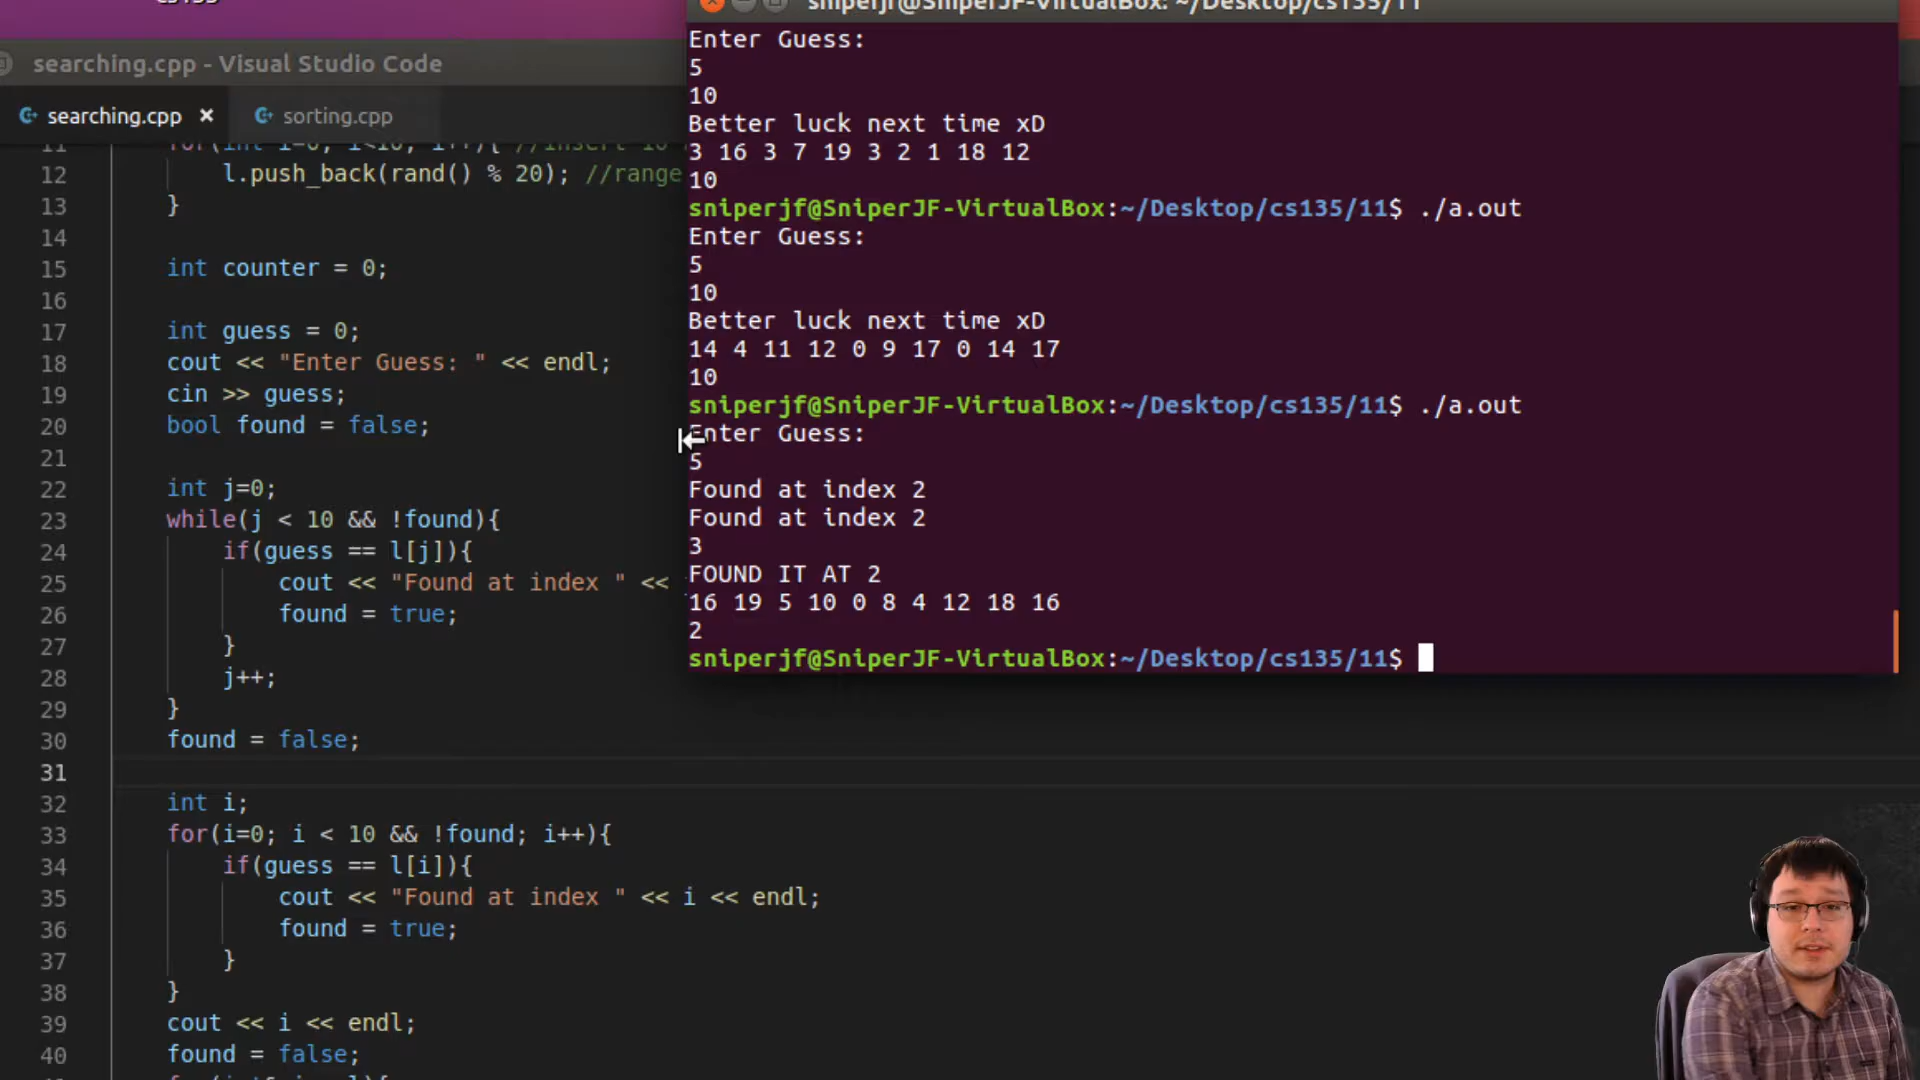 cs135
searching.cpp - Visual Studio Code
searching.cpp × sorting.cpp
11 for(int i=0; i<10; i++){ //insert 10
12 l.push_back(rand() % 20); //range
13 }
14
15 int counter = 0;
16
17 int guess = 0;
18 cout << "Enter Guess: " << endl;
19 cin >> guess;
20 bool found = false;
21
22 int j=0;
23 while(j < 10 && !found){
24 if(guess == l[j]){
25 cout << "Found at index " <<
26 found = true;
27 }
28 j++;
29 }
30 found = false;
31
32 int i;
33 for(i=0; i < 10 && !found; i++){
34 if(guess == l[i]){
35 cout << "Found at index " << i << endl;
36 found = true;
37 }
38 }
39 cout << i << endl;
40 found = false;
sniperjf@SniperJF-VirtualBox: ~/Desktop/cs135/11
Enter Guess:
5
10
Better luck next time xD
3 16 3 7 19 3 2 1 18 12
10
sniperjf@SniperJF-VirtualBox:~/Desktop/cs135/11$ ./a.out
Enter Guess:
5
10
Better luck next time xD
14 4 11 12 0 9 17 0 14 17
10
sniperjf@SniperJF-VirtualBox:~/Desktop/cs135/11$ ./a.out
Enter Guess:
5
Found at index 2
Found at index 2
3
FOUND IT AT 2
16 19 5 10 0 8 4 12 18 16
2
sniperjf@SniperJF-VirtualBox:~/Desktop/cs135/11$